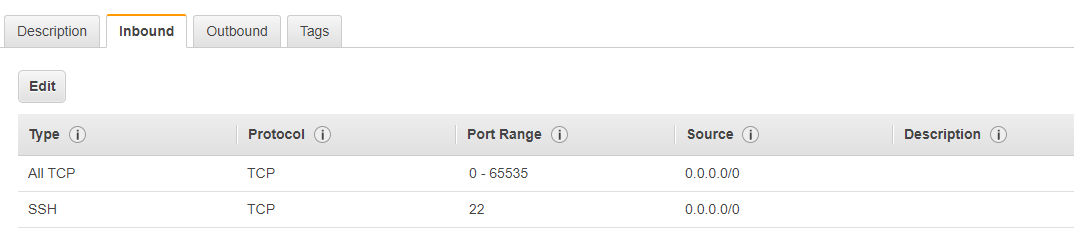 Description Inbound Outbound Tags
Edit
Type Protocol Port Range Source Description
All TCP TCP 0 - 65535 0.0.0.0/0
SSH TCP 22 0.0.0.0/0